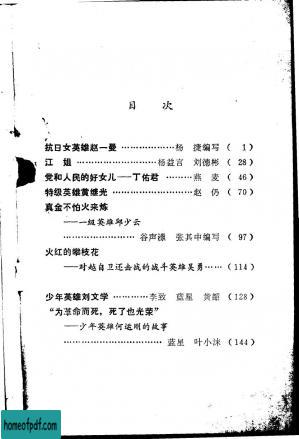 目 次
抗日女英雄赵一曼 ………………杨 捷编写 ( 1 )
江 姐 ………………………杨益言 刘德彬 ( 28 )
党和人民的好女儿——丁佑君 …………燕 麦 ( 46 )
特级英雄黄继光 ………………………赵 仍 ( 70 )
真金不怕火来炼
——一级英雄邱少云
……………………谷声漂 张其中编写 ( 97 )
火红的攀枝花
——对越自卫还击战的战斗英雄吴勇……(114)
少年英雄刘文学 …………李致 蓝星 黄韶 (128)
“为革命而死，死了也光荣”
——少年英雄何运刚的故事
……………………………蓝星 叶小沫 (144)
homeofpdf.com